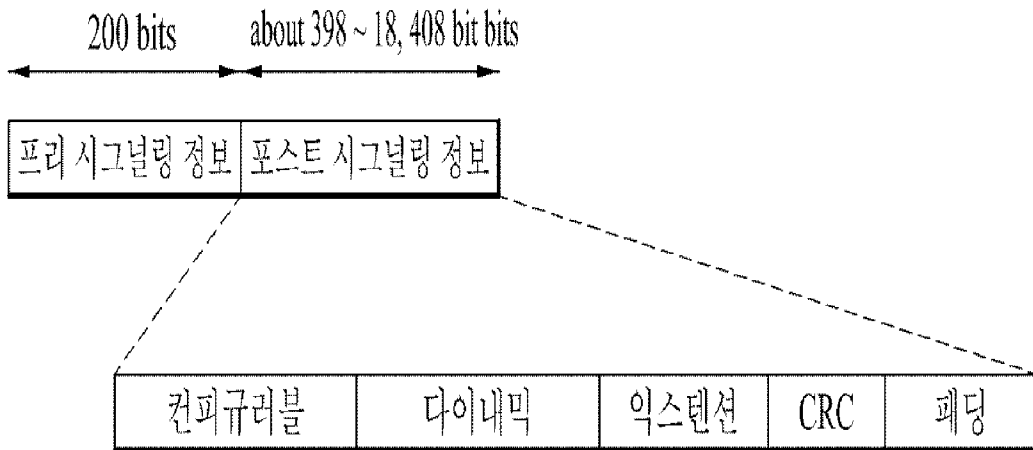 200 bits
about 398 ~ 18, 408 bit bits
프리 시그널링 정보
포스트 시그널링 정보
컨피규러블
다이내믹
익스텐션
CRC
패딩